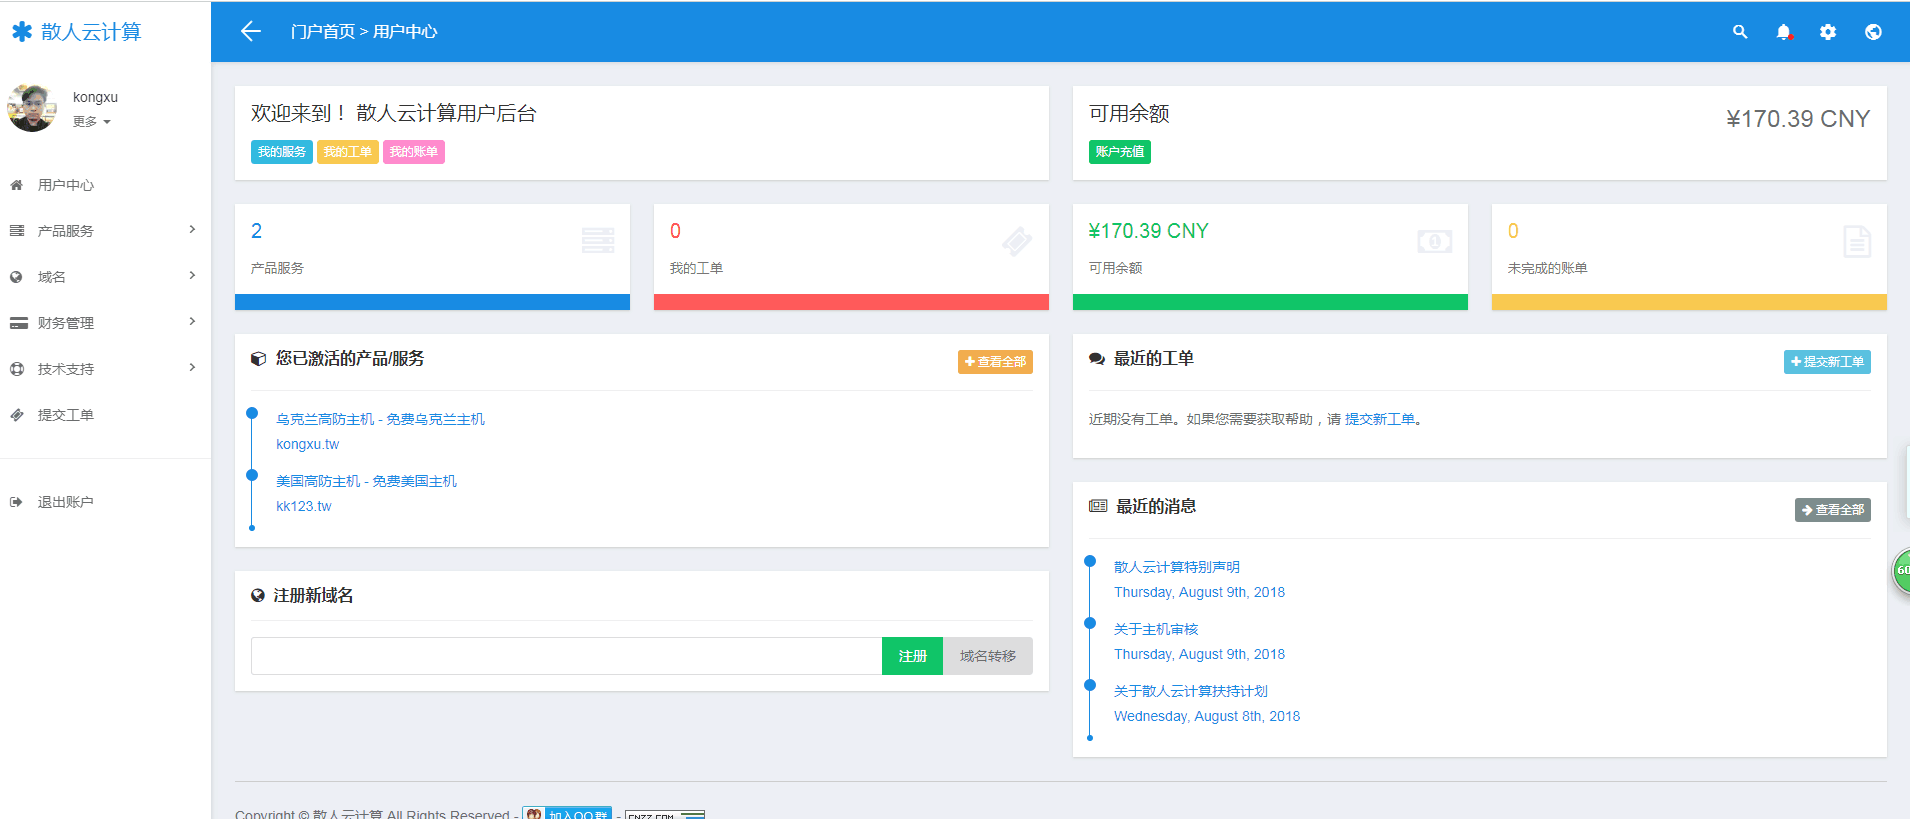 散人云计算
门户首页 > 用户中心
kongxu
更多
用户中心
产品服务
域名
财务管理
技术支持
提交工单
退出账户
欢迎来到！ 散人云计算用户后台
我的服务 我的工单 我的账单
可用余额
¥170.39 CNY
账户充值
2
产品服务
0
我的工单
¥170.39 CNY
可用余额
0
未完成的账单
您已激活的产品/服务
查看全部
乌克兰高防主机 - 免费乌克兰主机
kongxu.tw
美国高防主机 - 免费美国主机
kk123.tw
注册新域名
注册 域名转移
最近的工单
提交新工单
近期没有工单。如果您需要获取帮助，请 提交新工单。
最近的消息
查看全部
散人云计算特别声明
Thursday, August 9th, 2018
关于主机审核
Thursday, August 9th, 2018
关于散人云计算扶持计划
Wednesday, August 8th, 2018
60
Copyright © 散人云计算 All Rights Reserved - 加入QQ群 - CNZZ.COM